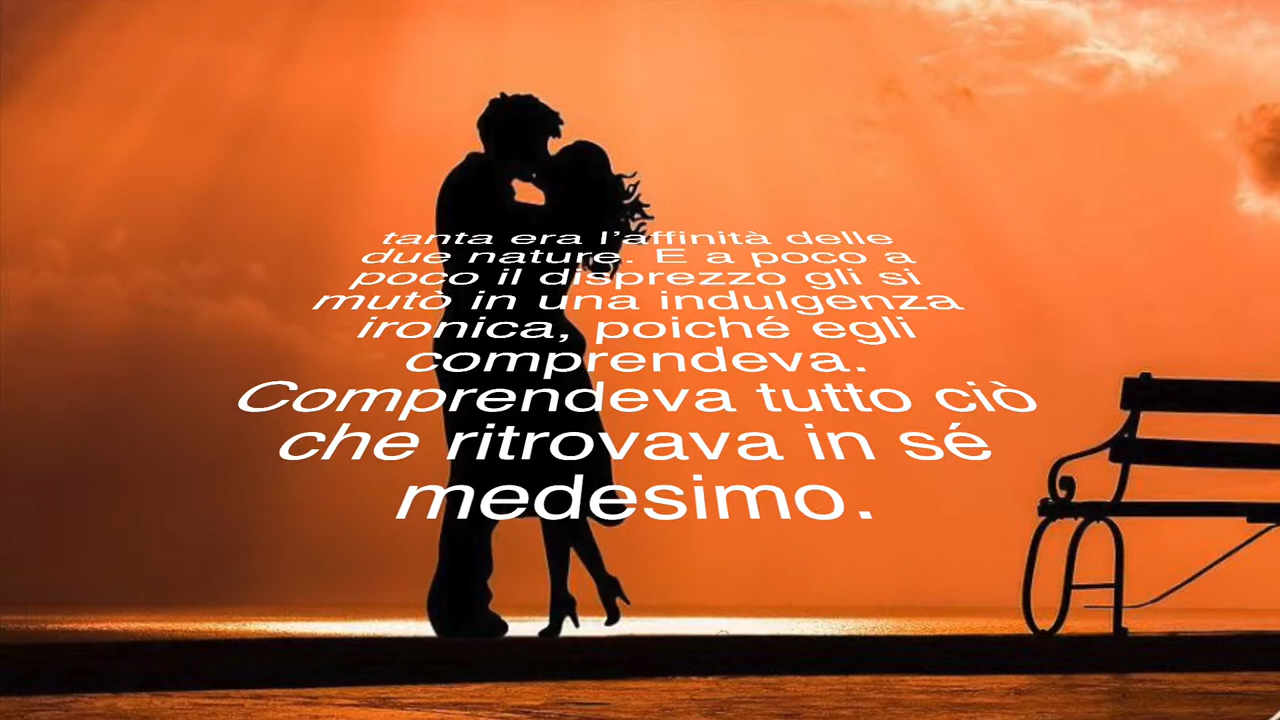 tanta era l’affinità delle
due nature. E a poco a
poco il disprezzo gli si
mutò in una indulgenza
ironica, poiché egli
comprendeva.
Comprendeva tutto ciò
che ritrovava in sé
medesimo.